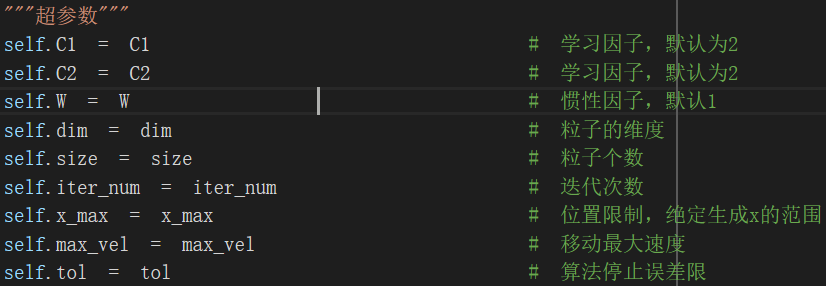 """超参数"""
self.C1 = C1 # 学习因子，默认为2
self.C2 = C2 # 学习因子，默认为2
self.W = W # 惯性因子，默认1
self.dim = dim # 粒子的维度
self.size = size # 粒子个数
self.iter_num = iter_num # 迭代次数
self.x_max = x_max # 位置限制，绝定生成x的范围
self.max_vel = max_vel # 移动最大速度
self.tol = tol # 算法停止误差限